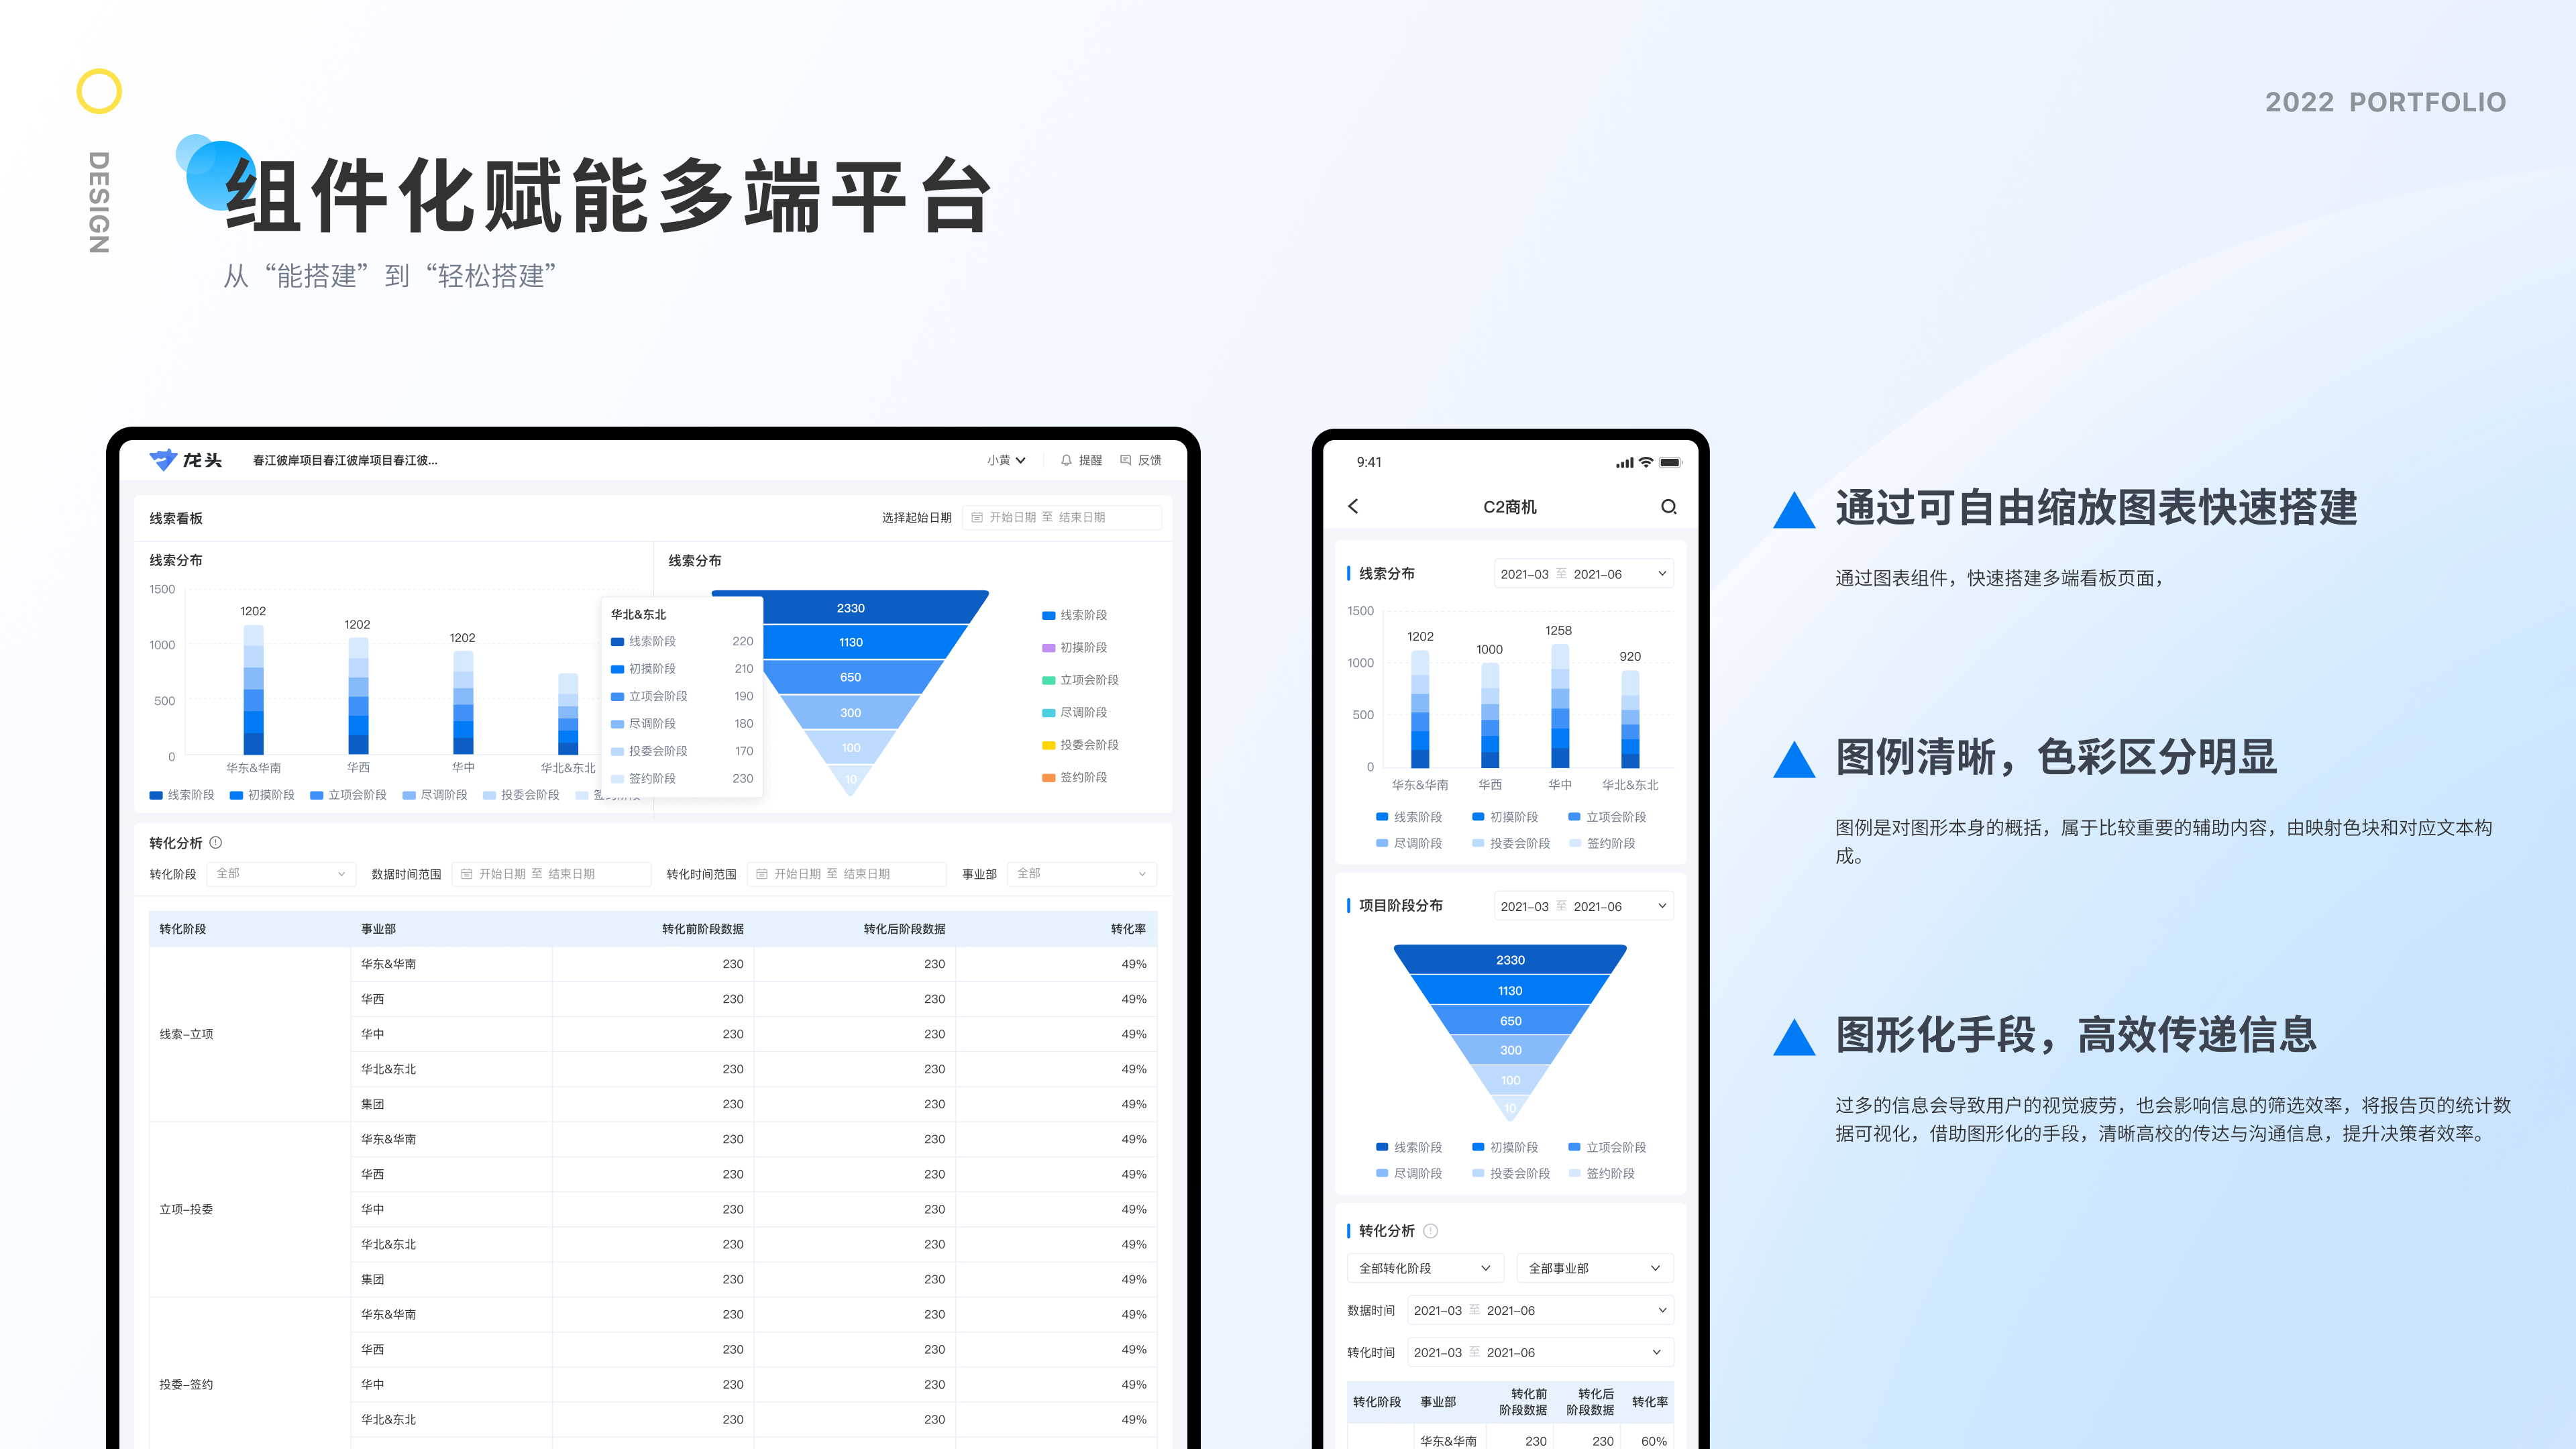 2022 PORTFOLIO
DESIGN
组件化赋能多端平台
从“能搭建”到“轻松搭建”
龙头 春江彼岸项目春江彼岸项目春江彼... 小黄 提醒 反馈
线索看板 选择起始日期 开始日期 至 结束日期
线索分布
1500
1000
500
0
1202
1202
1202
华东&华南 华西 华中 华北&东北
线索阶段 初摸阶段 立项会阶段 尽调阶段 投委会阶段
华北&东北
线索阶段 220
初摸阶段 210
立项会阶段 190
尽调阶段 180
投委会阶段 170
签约阶段 230
线索分布
2330
1130
650
300
100
10
线索阶段
初摸阶段
立项会阶段
尽调阶段
投委会阶段
签约阶段
转化分析
转化阶段 全部 数据时间范围 开始日期 至 结束日期 转化时间范围 开始日期 至 结束日期 事业部 全部
转化阶段 事业部 转化前阶段数据 转化后阶段数据 转化率
线索–立项
华东&华南 230 230 49%
华西 230 230 49%
华中 230 230 49%
华北&东北 230 230 49%
集团 230 230 49%
立项–投委
华东&华南 230 230 49%
华西 230 230 49%
华中 230 230 49%
华北&东北 230 230 49%
集团 230 230 49%
投委–签约
华东&华南 230 230 49%
华西 230 230 49%
华中 230 230 49%
华北&东北 230 230 49%
9:41
C2商机
线索分布 2021–03 至 2021–06
1500
1000
500
0
1202
1000
1258
920
华东&华南 华西 华中 华北&东北
线索阶段 初摸阶段 立项会阶段
尽调阶段 投委会阶段 签约阶段
项目阶段分布 2021–03 至 2021–06
2330
1130
650
300
100
10
线索阶段 初摸阶段 立项会阶段
尽调阶段 投委会阶段 签约阶段
转化分析
全部转化阶段 全部事业部
数据时间 2021–03 至 2021–06
转化时间 2021–03 至 2021–06
转化阶段 事业部 转化前阶段数据 转化后阶段数据 转化率
华东&华南 230 230 60%
通过可自由缩放图表快速搭建
通过图表组件，快速搭建多端看板页面，
图例清晰，色彩区分明显
图例是对图形本身的概括，属于比较重要的辅助内容，由映射色块和对应文本构
成。
图形化手段，高效传递信息
过多的信息会导致用户的视觉疲劳，也会影响信息的筛选效率，将报告页的统计数
据可视化，借助图形化的手段，清晰高校的传达与沟通信息，提升决策者效率。